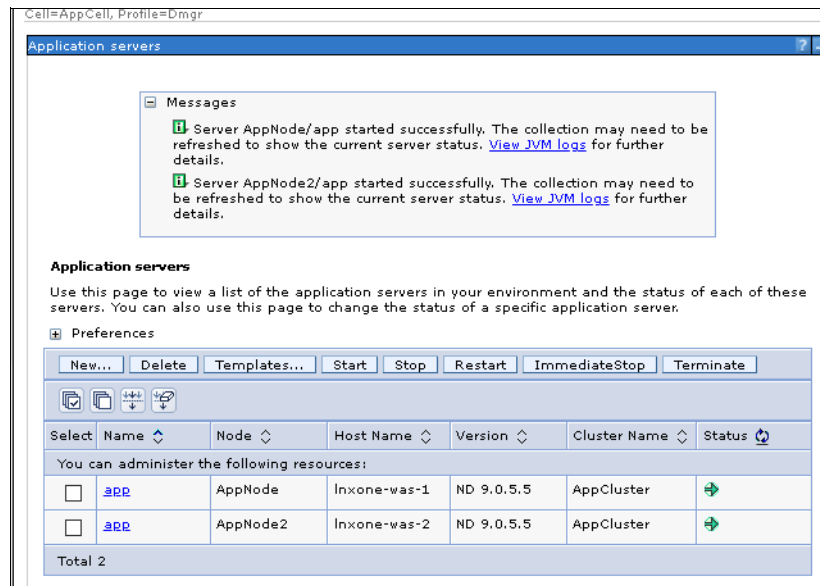 Cell=AppCell, Profile=Dmgr
Application servers
?
Messages
Server AppNode/app started successfully. The collection may need to be
refreshed to show the current server status. View JVM logs for further
details.
Server AppNode2/app started successfully. The collection may need to
be refreshed to show the current server status. View JVM logs for further
details.
Application servers
Use this page to view a list of the application servers in your environment and the status of each of these
servers. You can also use this page to change the status of a specific application server.
Preferences
New... Delete Templates... Start Stop Restart ImmediateStop Terminate
Select Name Node Host Name Version Cluster Name Status
You can administer the following resources:
app AppNode lnxone-was-1 ND 9.0.5.5 AppCluster
app AppNode2 lnxone-was-2 ND 9.0.5.5 AppCluster
Total 2